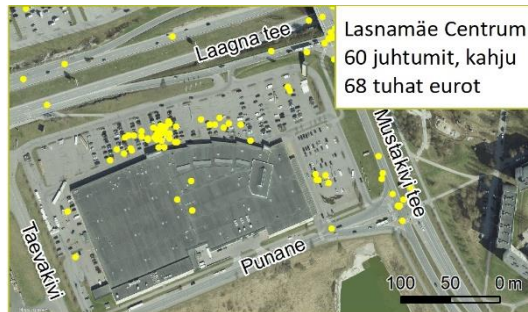 Lasnamäe Centrum
60 juhtumit, kahju
68 tuhat eurot
Laagna tee
Mustakivi tee
Taevakivi
Punane
100 50 0 m